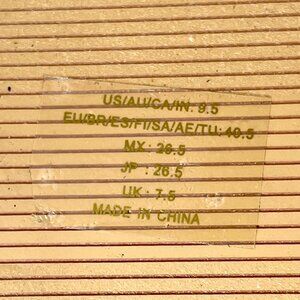 US/AU/CA/IN: 9.5
EU/BR/ES/FI/SA/AE/TU: 40.5
MX : 26.5
JP : 26.5
UK : 7.5
MADE IN CHINA